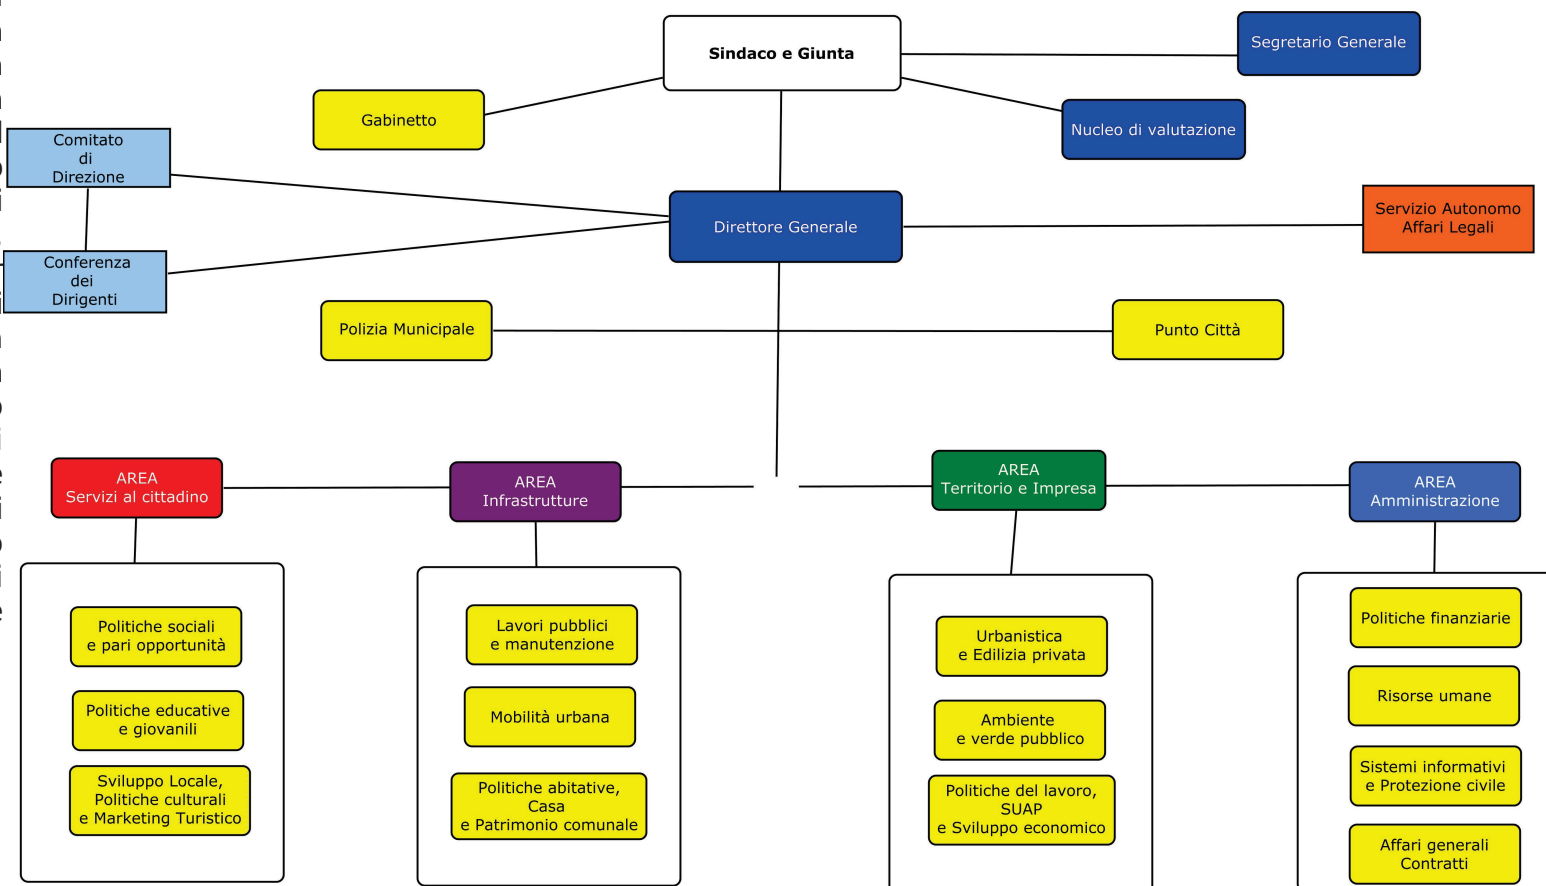 Sindaco e Giunta
Segretario Generale
Gabinetto
Nucleo di valutazione
Comitato
di
Direzione
Direttore Generale
Servizio Autonomo
Affari Legali
Conferenza
dei
Dirigenti
Polizia Municipale
Punto Città
AREA
Servizi al cittadino
AREA
Infrastrutture
AREA
Territorio e Impresa
AREA
Amministrazione
Politiche sociali
e pari opportunità
Politiche educative
e giovanili
Sviluppo Locale,
Politiche culturali
e Marketing Turistico
Lavori pubblici
e manutenzione
Mobilità urbana
Politiche abitative,
Casa
e Patrimonio comunale
Urbanistica
e Edilizia privata
Ambiente
e verde pubblico
Politiche del lavoro,
SUAP
e Sviluppo economico
Politiche finanziarie
Risorse umane
Sistemi informativi
e Protezione civile
Affari generali
Contratti